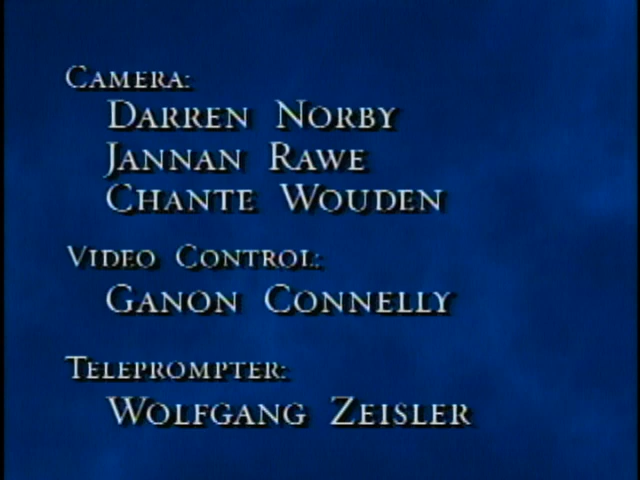 CAMERA:
DARREN NORBY
JANNAN RAWE
CHANTE WOUDEN
VIDEO CONTROL:
GANON CONNELLY
TELEPROMPTER:
WOLFGANG ZEISLER